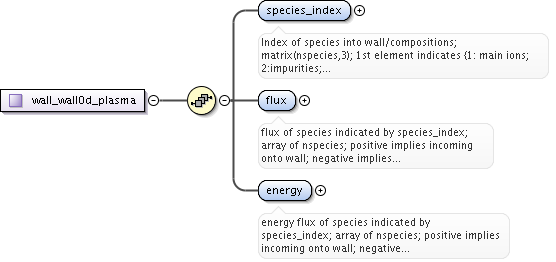 species_index
Index of species into wall/compositions;
matrix(nspecies,3); 1st element indicates {1: main ions;
2:impurities;...
wall_wall0d_plasma
flux
flux of species indicated by species_index;
array of nspecies; positive implies incoming
onto wall; negative implies...
energy
energy flux of species indicated by
species_index; array of nspecies; positive implies
incoming onto wall; negative...